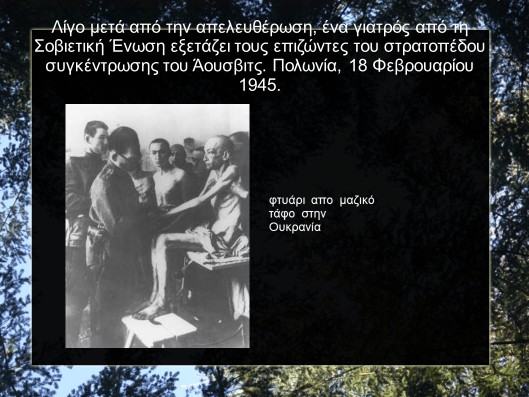 Λίγο μετά από την απελευθέρωση, ένα γιατρός από τη
Σοβιετική Ένωση εξετάζει τους επιζώντες του στρατοπέδου
συγκέντρωσης του Άουσβιτς. Πολωνία, 18 Φεβρουαρίου
1945.
φτυάρι απο μαζικό
τάφο στην
Ουκρανία